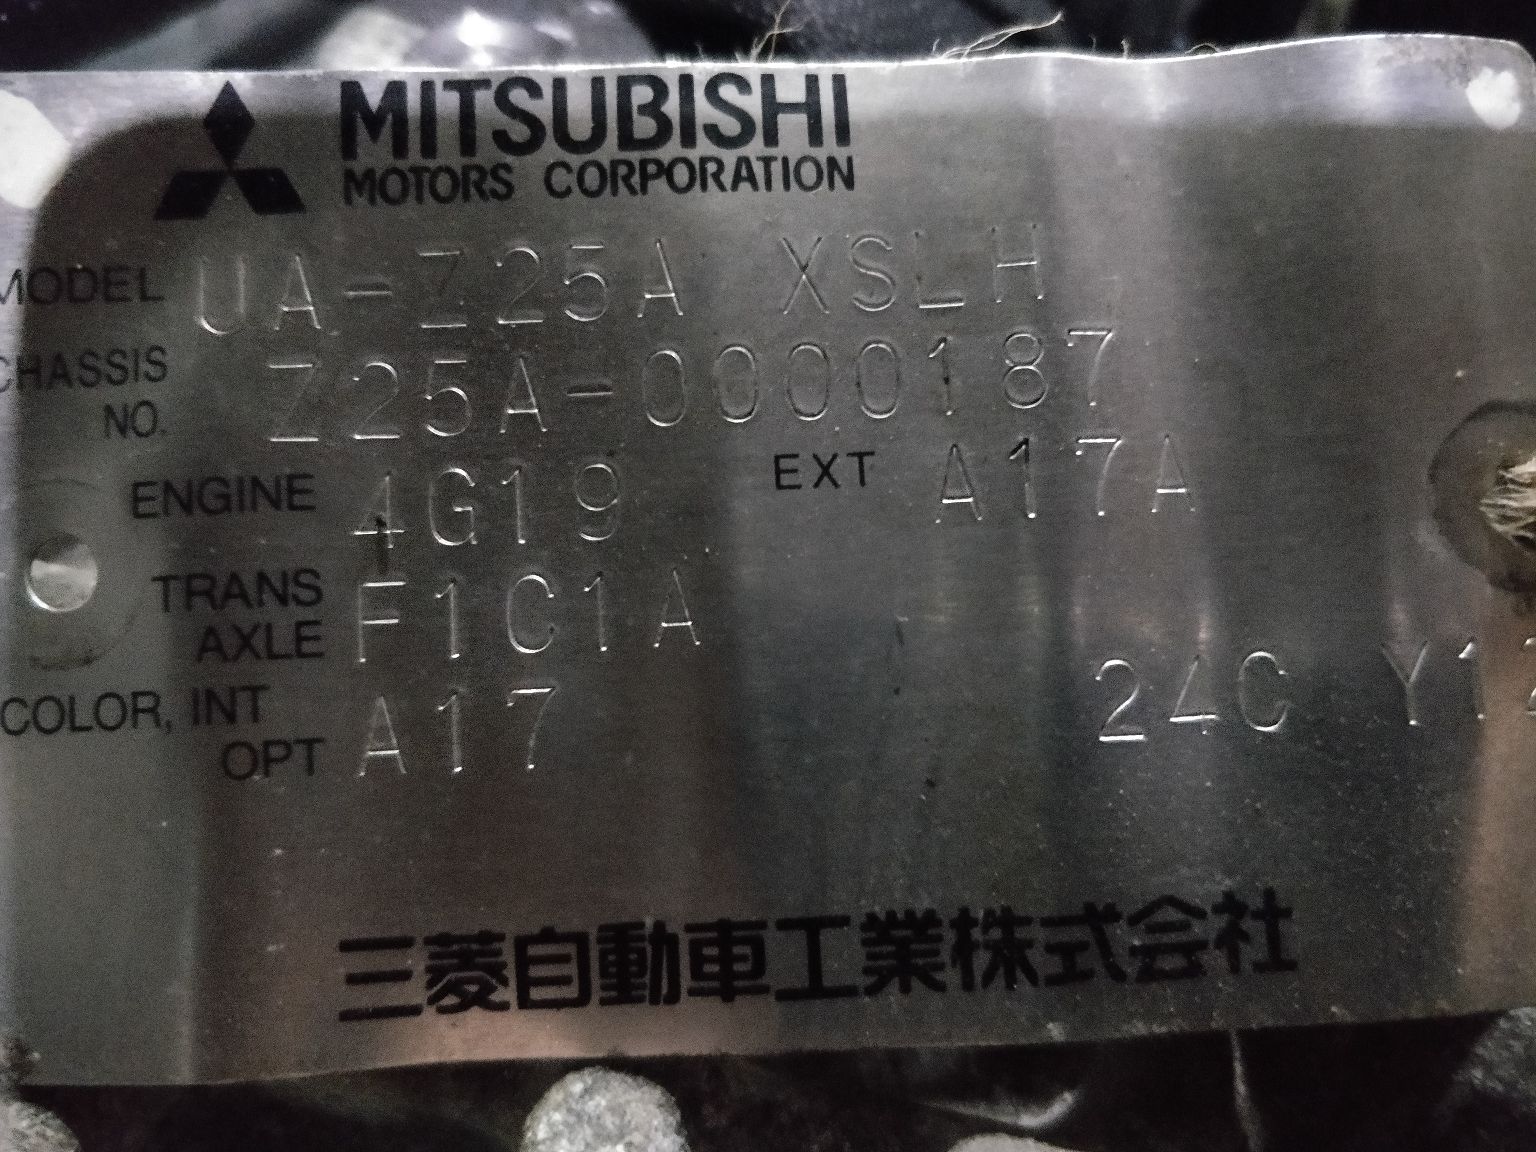 MITSUBISHI
MOTORS CORPORATION
MODEL UA-Z25A XSLH
CHASSIS NO. Z25A-0000187
ENGINE 4G19 EXT A17A
TRANS AXLE F1C1A
COLOR, INT OPT A17 24C Y12
三菱自動車工業株式会社